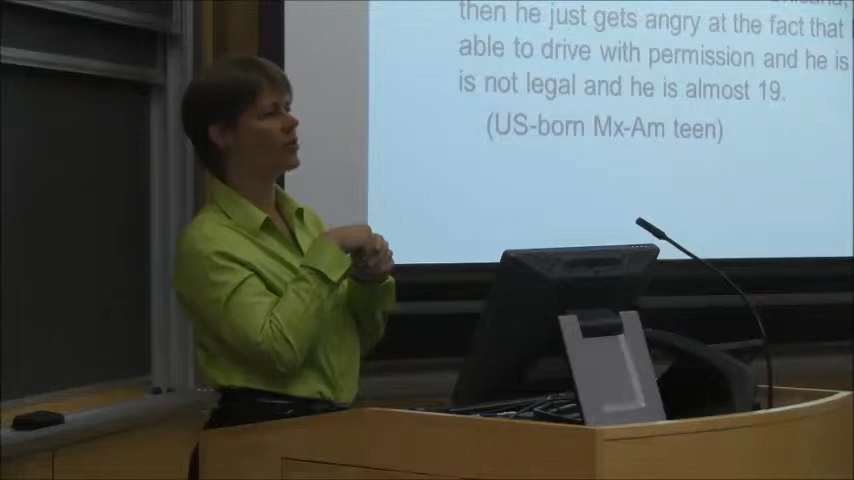 then he just gets angry at the fact that
able to drive with permission and he is
is not legal and he is almost 19.
(US-born Mx-Am teen)